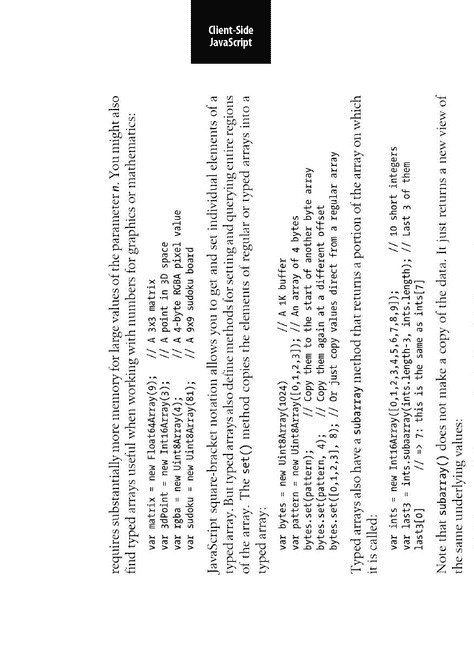 Client-Side
JavaScript
requires substantially more memory for large values of the parameter n. You might also
find typed arrays useful when working with numbers for graphics or mathematics:
var matrix = new Float64Array(9); // A 3x3 matrix
var 3dPoint = new Int16Array(3); // A point in 3D space
var rgba = new Uint8Array(4); // A 4-byte RGBA pixel value
var sudoku = new Uint8Array(81); // A 9x9 sudoku board
JavaScript square-bracket notation allows you to get and set individual elements of a
typed array. But typed arrays also define methods for setting and querying entire regions
of the array. The set() method copies the elements of regular or typed arrays into a
typed array:
var bytes = new Uint8Array(1024) // A 1K buffer
var pattern = new Uint8Array([0,1,2,3]); // An array of 4 bytes
bytes.set(pattern); // Copy them to the start of another byte array
bytes.set(pattern, 4); // Copy them again at a different offset
bytes.set([0,1,2,3], 8); // Or just copy values direct from a regular array
Typed arrays also have a subarray method that returns a portion of the array on which
it is called:
var ints = new Int16Array([0,1,2,3,4,5,6,7,8,9]); // 10 short integers
var last3 = ints.subaarray(ints.length-3, ints.length); // Last 3 of them
last3[0] // => 7: this is the same as ints[7]
Note that subarray() does not make a copy of the data. It just returns a new view of
the same underlying values: